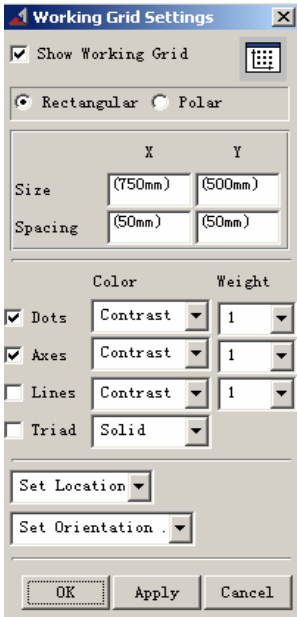 Working Grid Settings
Show Working Grid
Rectangular Polar
X Y
Size (750mm) (500mm)
Spacing (50mm) (50mm)
Color Weight
Dots Contrast 1
Axes Contrast 1
Lines Contrast 1
Triad Solid
Set Location
Set Orientation .
OK Apply Cancel